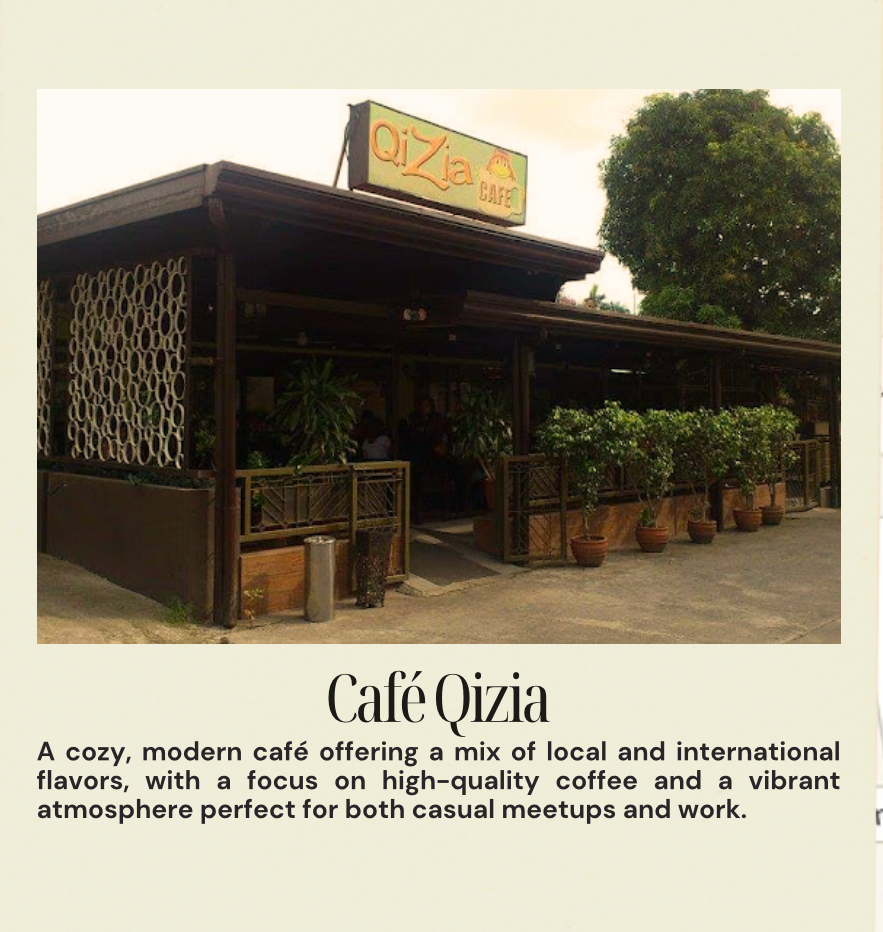 QiZia
CAFE
Café Qizia
A cozy, modern café offering a mix of local and international
flavors, with a focus on high-quality coffee and a vibrant
atmosphere perfect for both casual meetups and work.